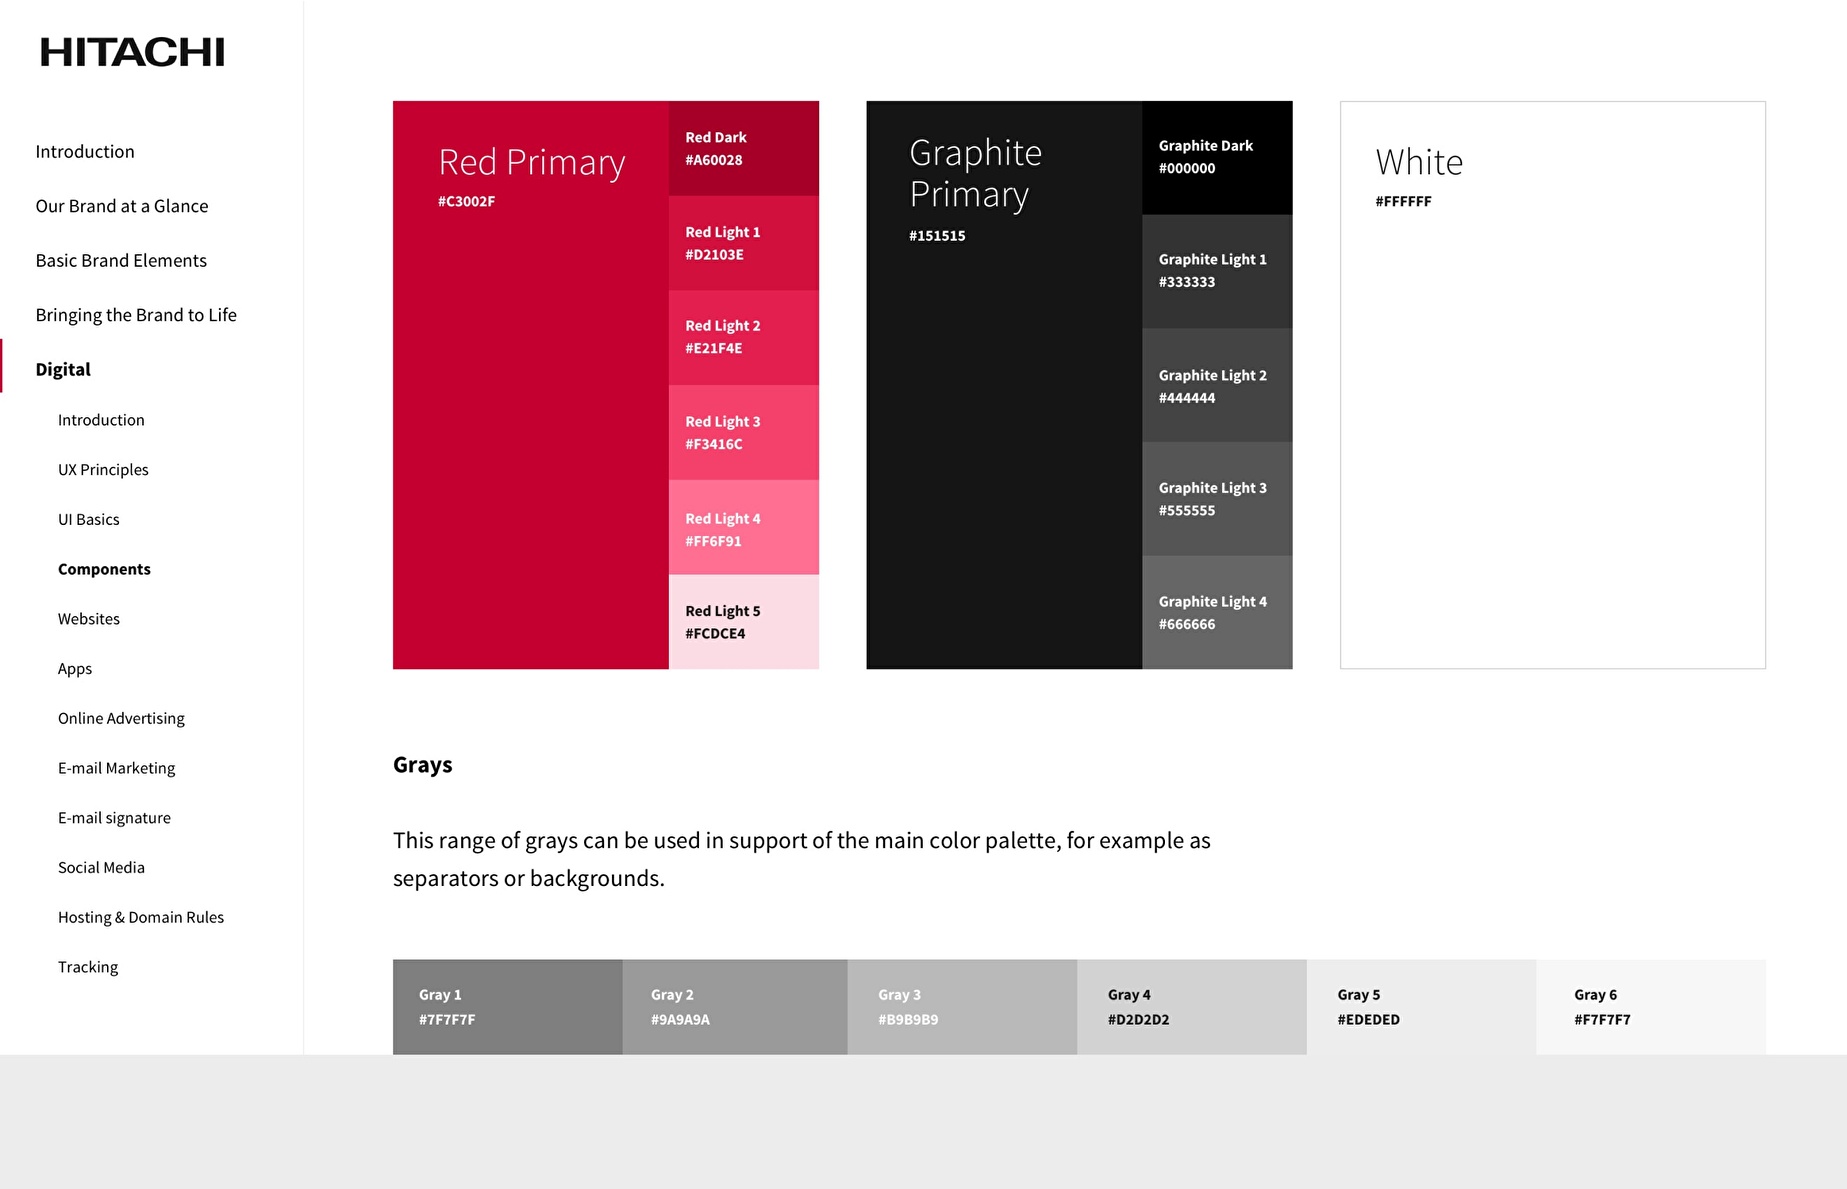 HITACHI
Introduction
Our Brand at a Glance
Basic Brand Elements
Bringing the Brand to Life
Digital
Introduction
UX Principles
UI Basics
Components
Websites
Apps
Online Advertising
E-mail Marketing
E-mail signature
Social Media
Hosting & Domain Rules
Tracking
Red Primary
#C3002F
Red Dark
#A60028
Red Light 1
#D2103E
Red Light 2
#E21F4E
Red Light 3
#F3416C
Red Light 4
#FF6F91
Red Light 5
#FCDCE4
Graphite
Primary
#151515
Graphite Dark
#000000
Graphite Light 1
#333333
Graphite Light 2
#444444
Graphite Light 3
#555555
Graphite Light 4
#666666
White
#FFFFFF
Grays
This range of grays can be used in support of the main color palette, for example as
separators or backgrounds.
Gray 1
#7F7F7F
Gray 2
#9A9A9A
Gray 3
#B9B9B9
Gray 4
#D2D2D2
Gray 5
#EDEDED
Gray 6
#F7F7F7